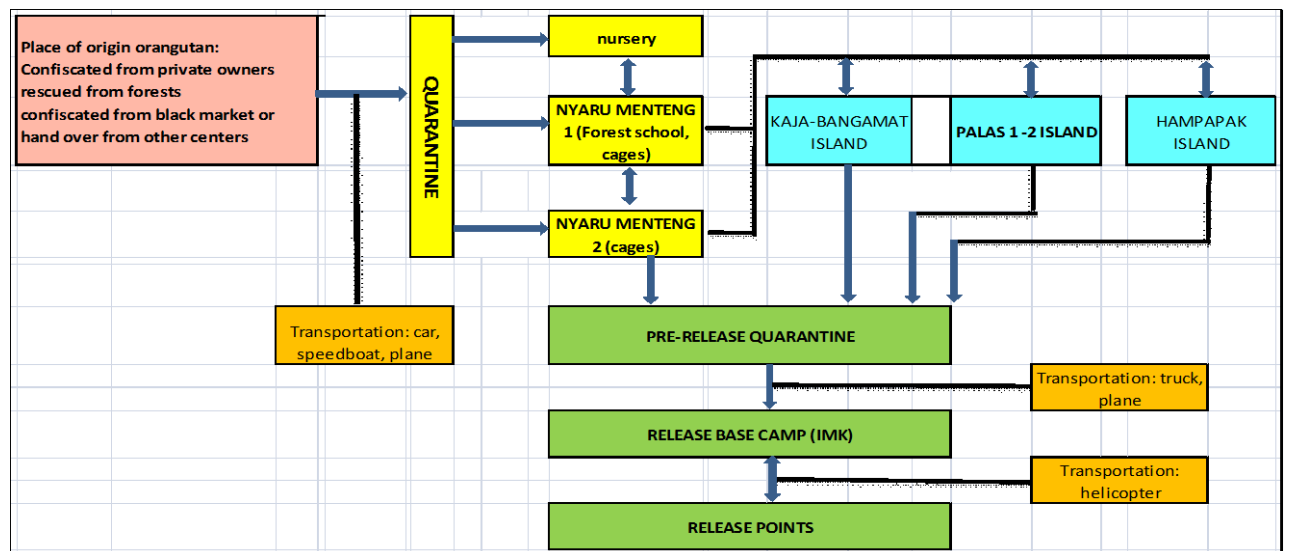 Place of origin orangutan:
Confiscated from private owners
rescued from forests
confiscated from black market or
hand over from other centers
QUARANTINE
nursery
NYARU MENTENG
1 (Forest school,
cages)
NYARU MENTENG
2 (cages)
KAJA-BANGAMAT
ISLAND
PALAS 1 -2 ISLAND
HAMPAPAK
ISLAND
Transportation: car,
speedboat, plane
PRE-RELEASE QUARANTINE
Transportation: truck,
plane
RELEASE BASE CAMP (IMK)
Transportation:
helicopter
RELEASE POINTS